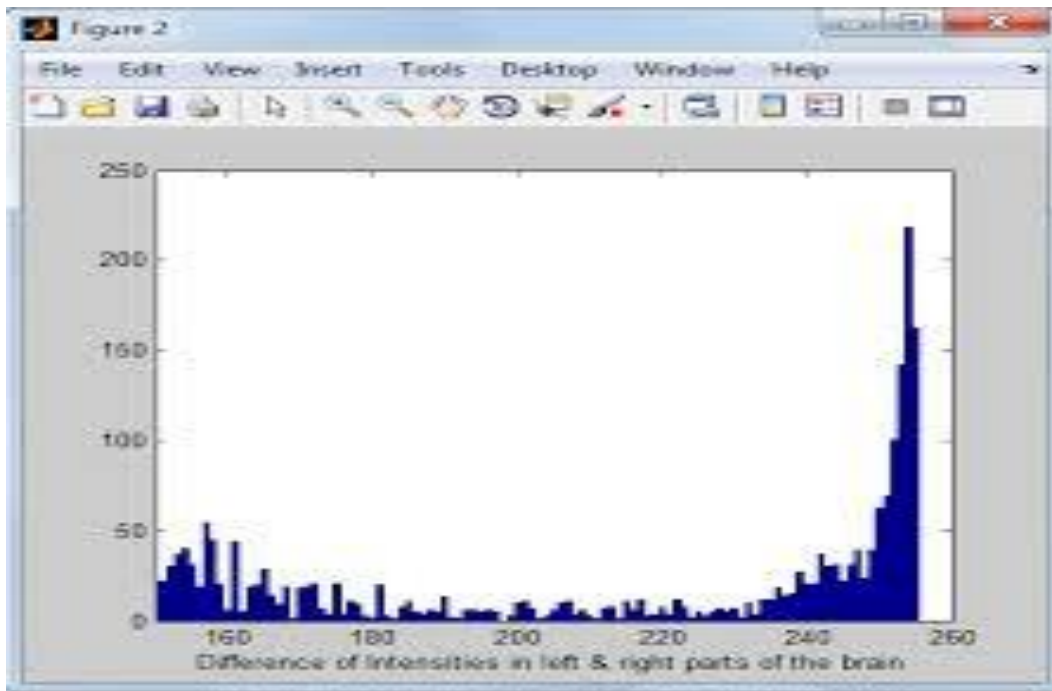 Figure 2
File Edit View Insert Tools Desktop Window Help
250
200
150
100
50
0
160 180 200 220 240 260
Difference of Intensities in left & right parts of the brain